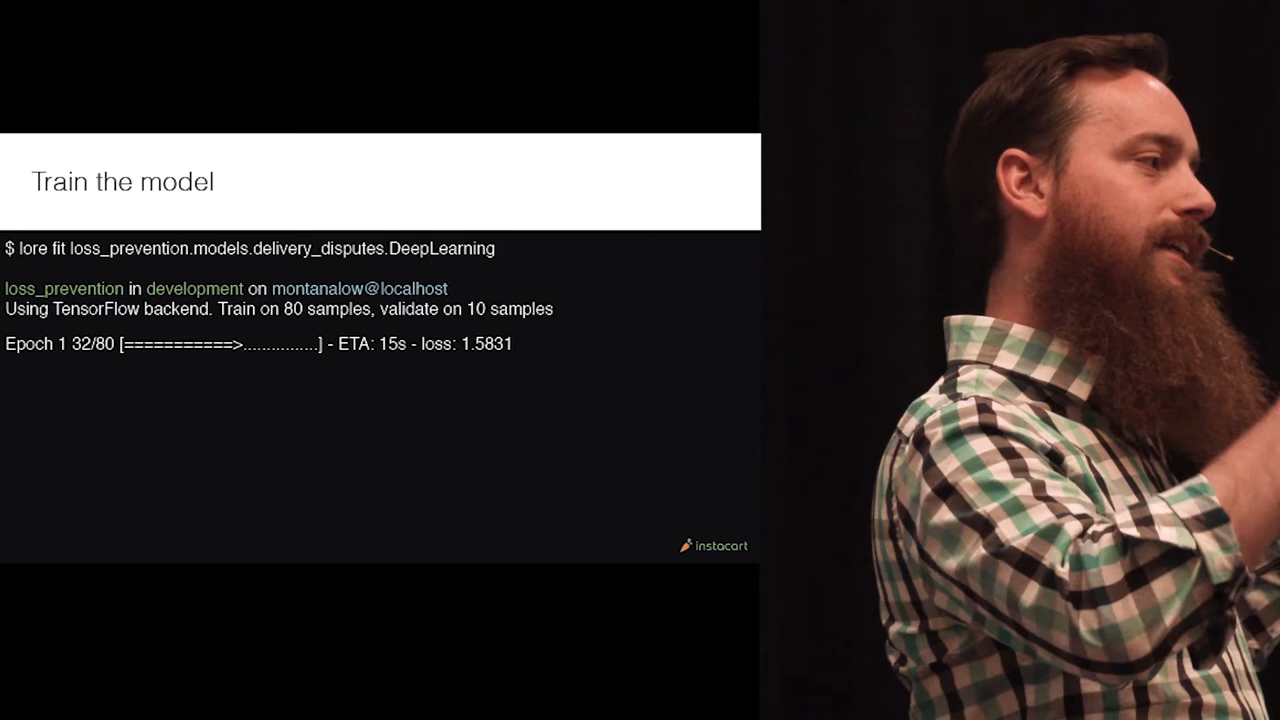 Train the model
$ lore fit loss_prevention.models.delivery_disputes.DeepLearning
loss_prevention in development on montanalow@localhost
Using TensorFlow backend. Train on 80 samples, validate on 10 samples
Epoch 1 32/80 [===========>...............] - ETA: 15s - loss: 1.5831
instacart